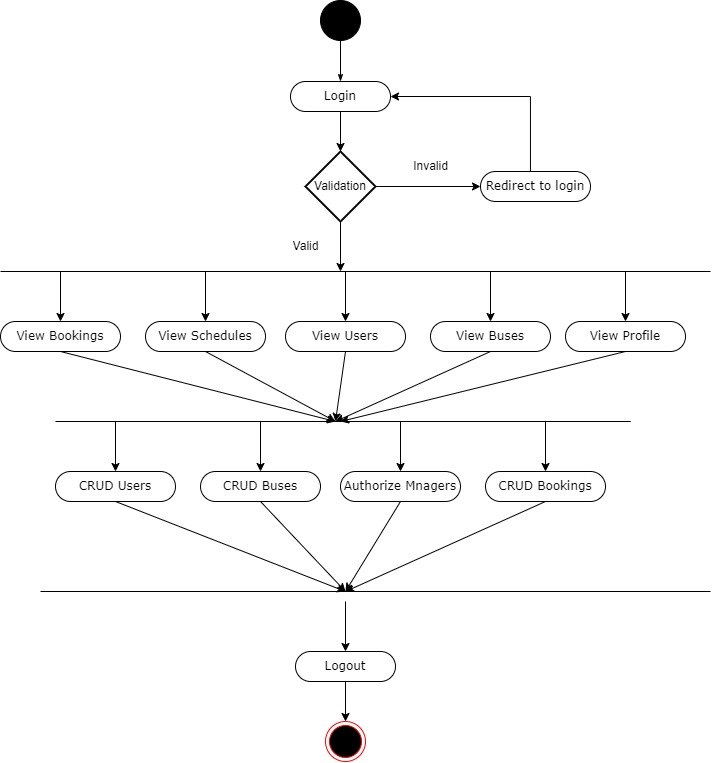 Login
Invalid
Validation
Redirect to login
Valid
View Bookings
View Schedules
View Users
View Buses
View Profile
CRUD Users
CRUD Buses
Authorize Mnagers
CRUD Bookings
Logout